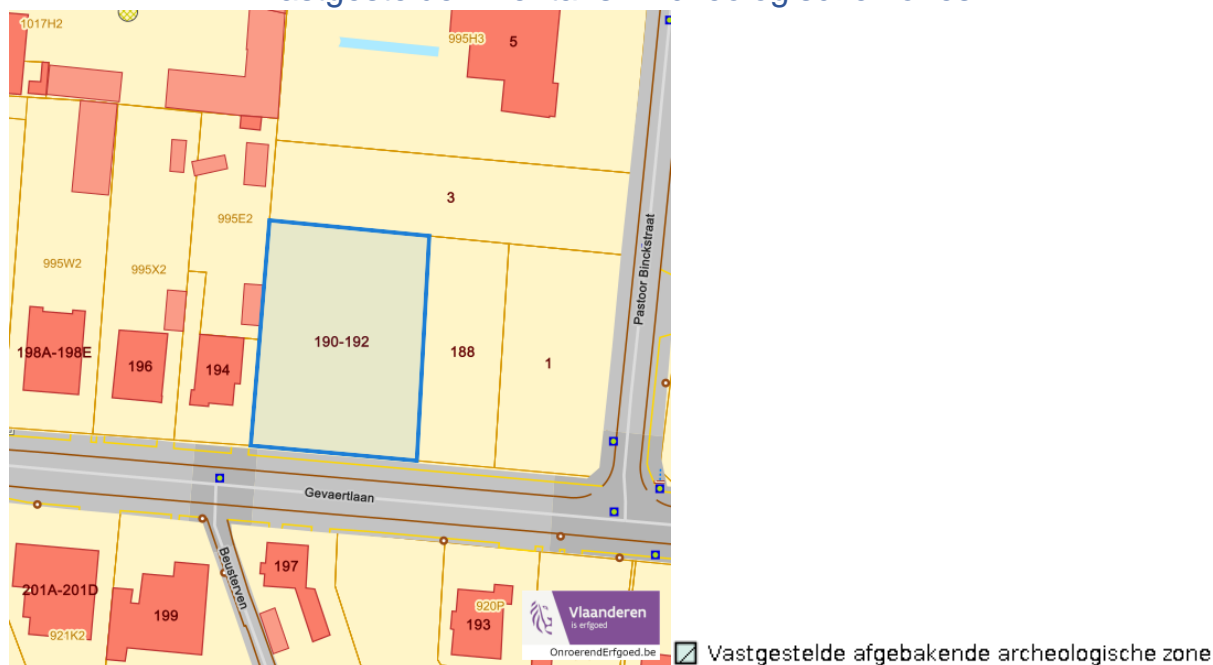 1017H2
995H3
5
3
995E2
995W2
995X2
Pastoor Binckstraat
190-192
198A-198E
196
194
188
1
Gevaertlaan
Beusterven
197
201A-201D
199
921K2
920P
193
Vlaanderen
is erfgoed
OnroerendErfgoed.be
Vastgestelde afgebakende archeologische zone